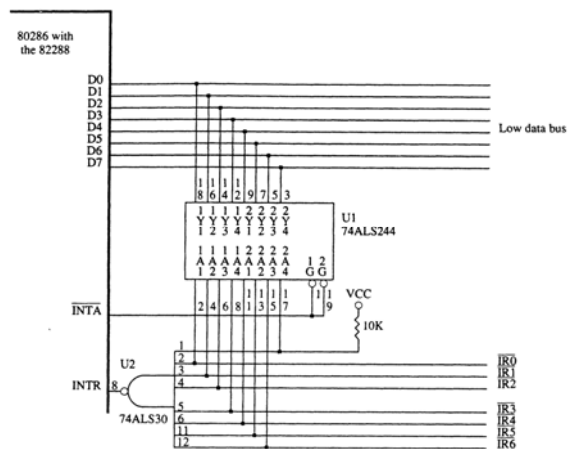 80286 with
the 82288
D0
D1
D2
D3
D4
D5
D6
D7
Low data bus
1 1 1 1
8 6 4 2 9 7 5 3
U1
74ALS244
1 1 1 1 2 2 2 2
Y Y Y Y Y Y Y Y
1 2 3 4 1 2 3 4
1 1 1 1 2 2 2 2
A A A A A A A A
1 2 3 4 1 2 3 4
1 2
G G
INTA
2 4 6 8 1 1 1 1
1 3 5 7
1 1
9
VCC
10K
U2
INTR
8
74ALS30
1
2
3
4
5
6
11
12
IR0
IR1
IR2
IR3
IR4
IR5
IR6